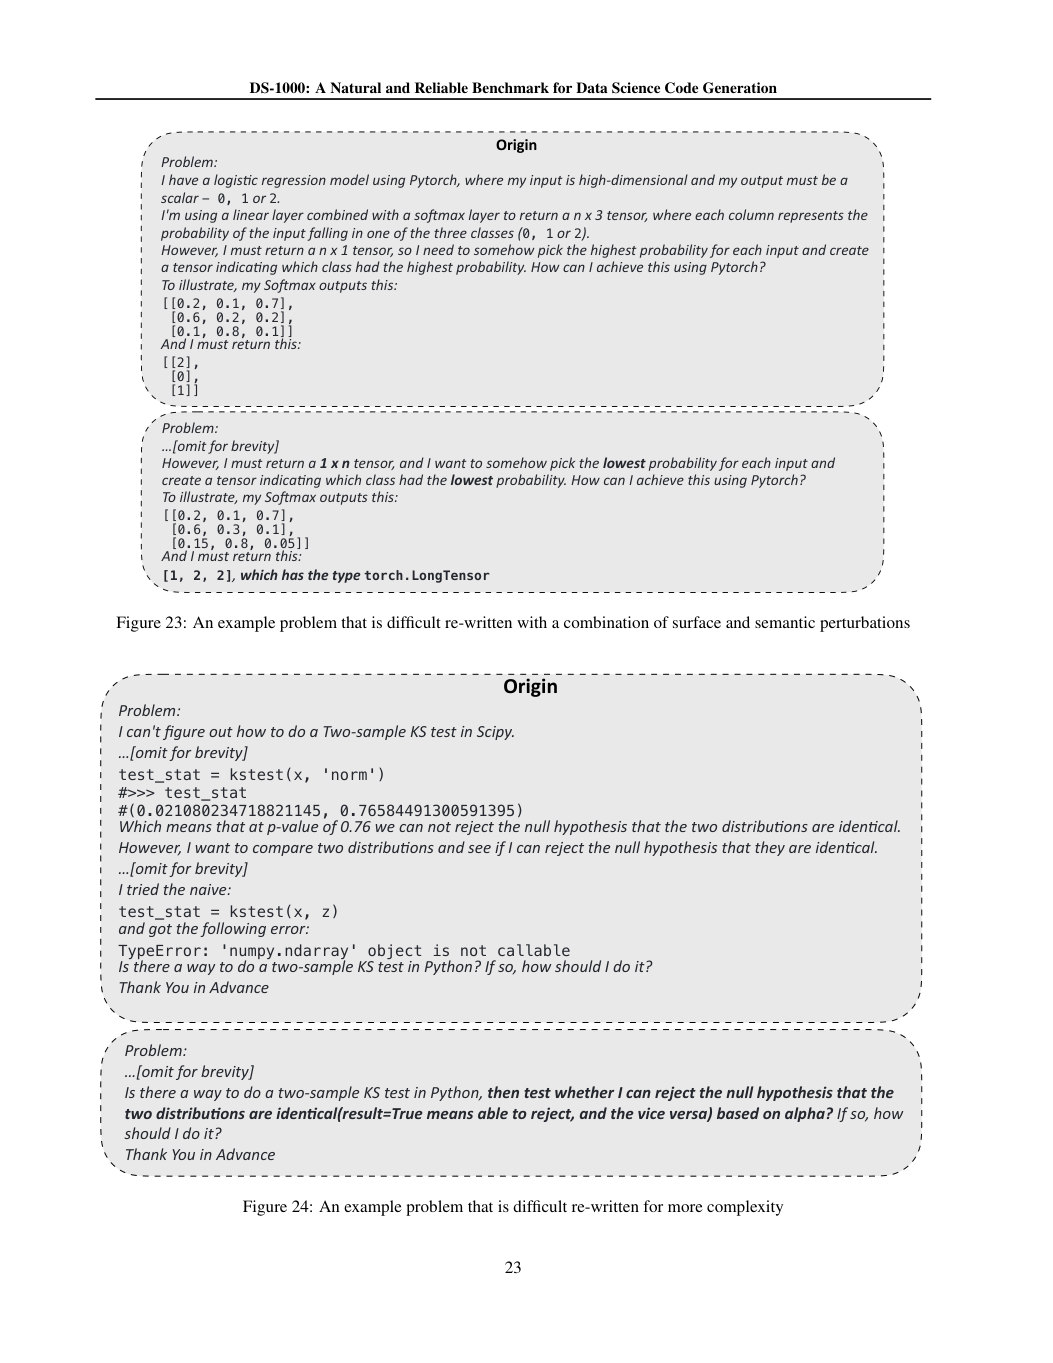 DS-1000: A Natural and Reliable Benchmark for Data Science Code Generation
Origin
Problem:
I have a logistic regression model using Pytorch, where my input is high-dimensional and my output must be a
scalar – 0, 1 or 2.
I'm using a linear layer combined with a softmax layer to return a n x 3 tensor, where each column represents the
probability of the input falling in one of the three classes (0, 1 or 2).
However, I must return a n x 1 tensor, so I need to somehow pick the highest probability for each input and create
a tensor indicating which class had the highest probability. How can I achieve this using Pytorch?
To illustrate, my Softmax outputs this:
[[0.2, 0.1, 0.7],
[0.6, 0.2, 0.2],
[0.1, 0.8, 0.1]]
And I must return this:
[[2],
[0],
[1]]
Problem:
…[omit for brevity]
However, I must return a 1 x n tensor, and I want to somehow pick the lowest probability for each input and
create a tensor indicating which class had the lowest probability. How can I achieve this using Pytorch?
To illustrate, my Softmax outputs this:
[[0.2, 0.1, 0.7],
[0.6, 0.3, 0.1],
[0.15, 0.8, 0.05]]
And I must return this:
[1, 2, 2], which has the type torch.LongTensor
Figure 23: An example problem that is difficult re-written with a combination of surface and semantic perturbations
Origin
Problem:
I can't figure out how to do a Two-sample KS test in Scipy.
…[omit for brevity]
test_stat = kstest(x, 'norm')
#>>> test_stat
#(0.021080234718821145, 0.76584491300591395)
Which means that at p-value of 0.76 we can not reject the null hypothesis that the two distributions are identical.
However, I want to compare two distributions and see if I can reject the null hypothesis that they are identical.
…[omit for brevity]
I tried the naive:
test_stat = kstest(x, z)
and got the following error:
TypeError: 'numpy.ndarray' object is not callable
Is there a way to do a two-sample KS test in Python? If so, how should I do it?
Thank You in Advance
Problem:
…[omit for brevity]
Is there a way to do a two-sample KS test in Python, then test whether I can reject the null hypothesis that the
two distributions are identical(result=True means able to reject, and the vice versa) based on alpha? If so, how
should I do it?
Thank You in Advance
Figure 24: An example problem that is difficult re-written for more complexity
23